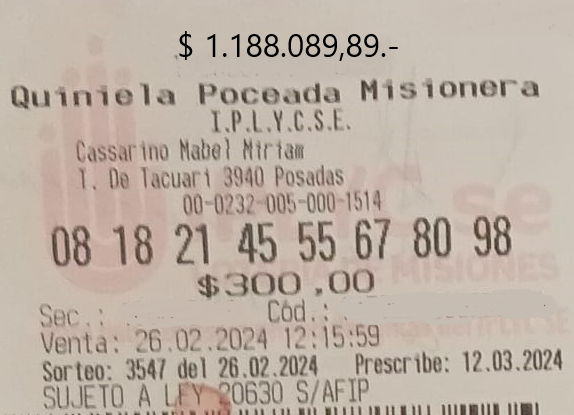 $ 1.188.089,89.-
Quiniela Poceada Misionera
I.P.L.Y.C.S.E.
Cassarino Mabel Miriam
T. De Tacuari 3940 Posadas
00-0232-005-000-1514
08 18 21 45 55 67 80 98
$300,00
Sec.: Cód.:
Venta: 26.02.2024 12:15:59
Sorteo: 3547 del 26.02.2024 Prescribe: 12.03.2024
SUJETO A LEY 20630 S/AFIP